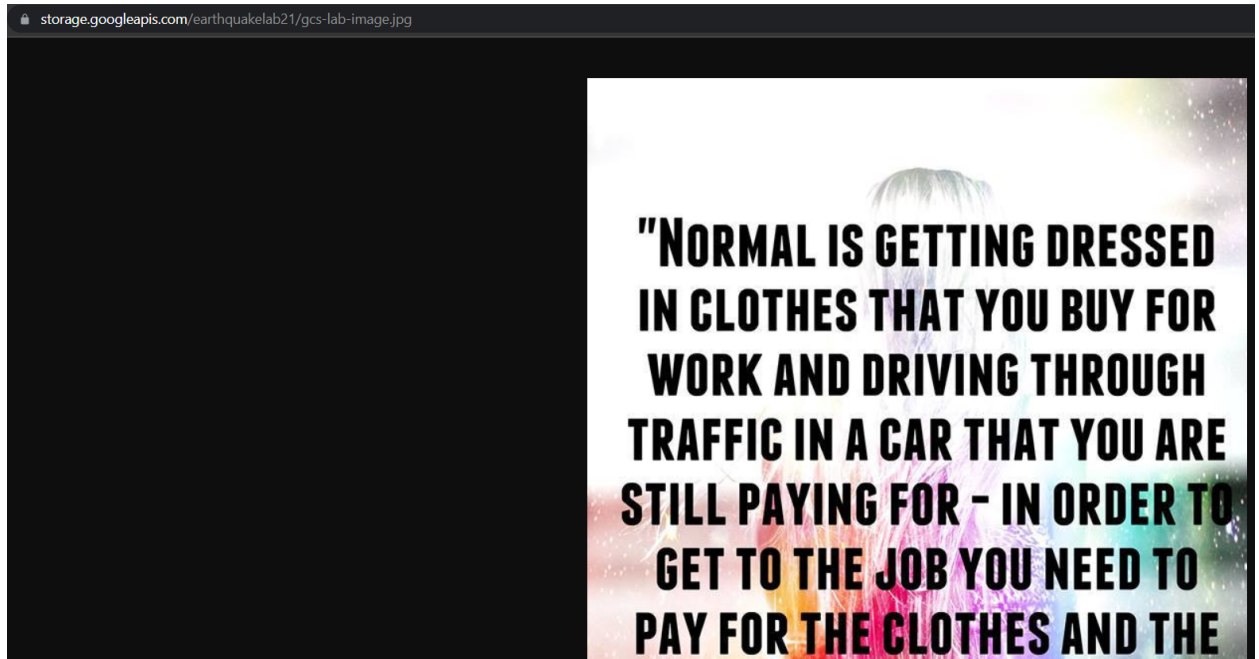 storage.googleapis.com/earthquakelab21/gcs-lab-image.jpg
"NORMAL IS GETTING DRESSED
IN CLOTHES THAT YOU BUY FOR
WORK AND DRIVING THROUGH
TRAFFIC IN A CAR THAT YOU ARE
STILL PAYING FOR - IN ORDER TO
GET TO THE JOB YOU NEED TO
PAY FOR THE CLOTHES AND THE